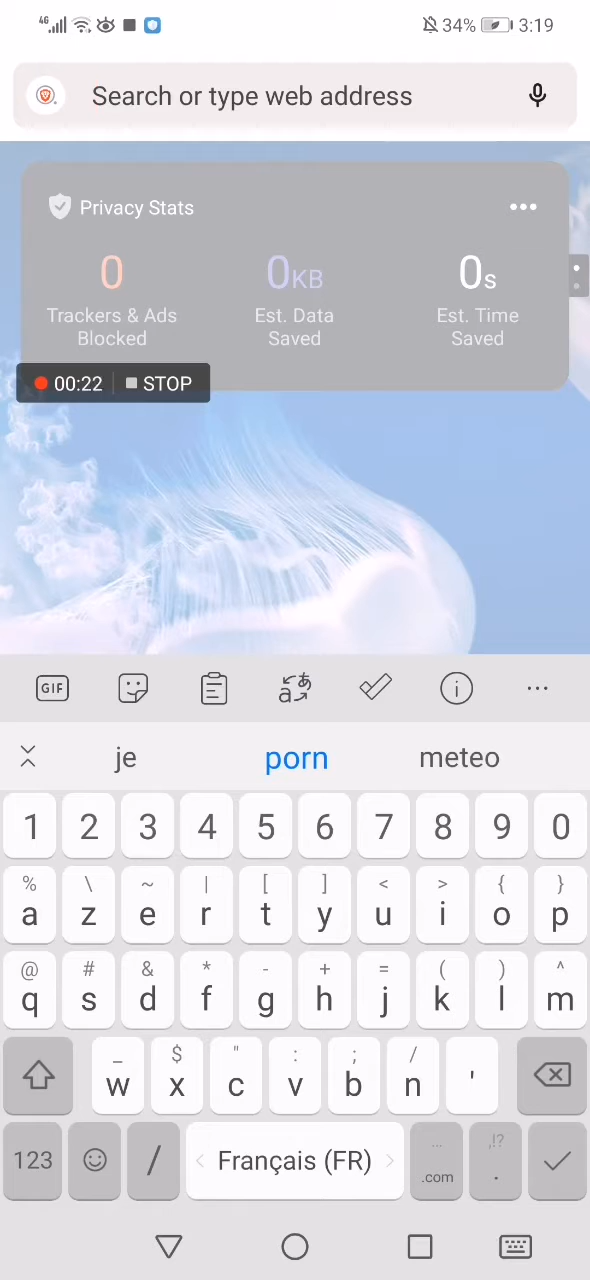 4G 34% 3:19
Search or type web address
Privacy Stats
0 0KB 0s
Trackers & Ads Blocked
Est. Data Saved
Est. Time Saved
00:22 STOP
GIF
je porn meteo
1 2 3 4 5 6 7 8 9 0
% \ ~ | [ ] < > { }
a z e r t y u i o p
@ # & * - + = ( ) ^
q s d f g h j k l m
_ $ " : ; /
w x c v b n '
... ,!?
123 / Français (FR) .com .